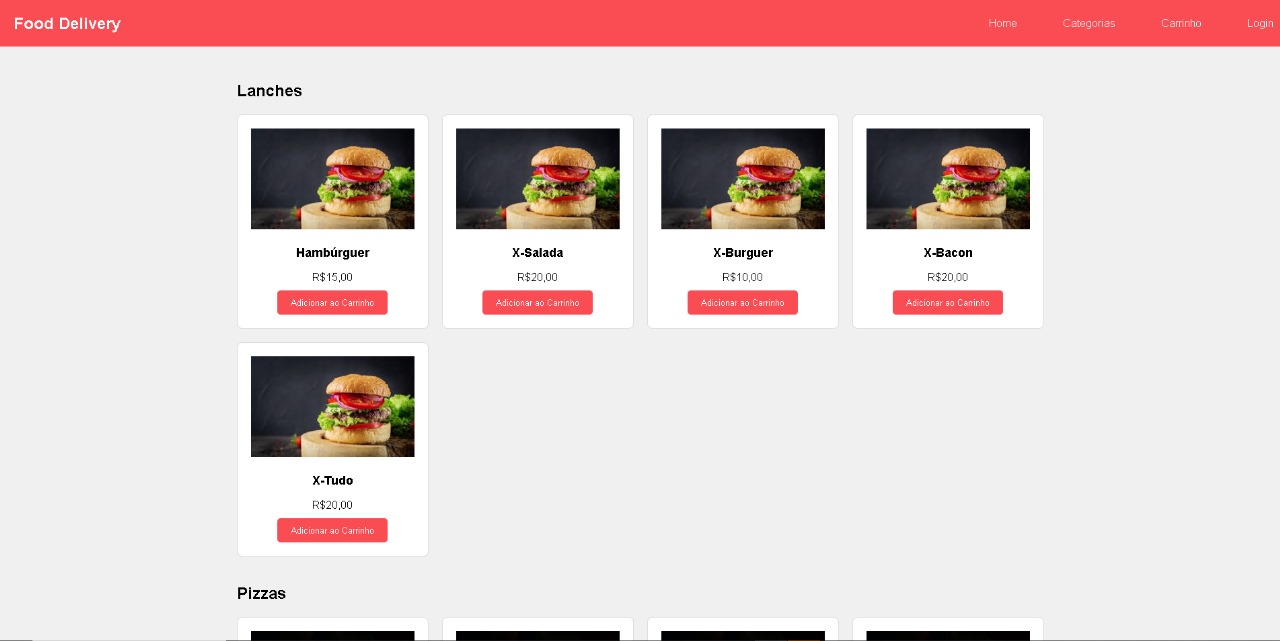 Food Delivery
Home
Categorias
Carrinho
Login
Lanches
Hambúrguer
X-Salada
X-Burguer
X-Bacon
R$15,00
R$20,00
R$10,00
R$20,00
Adicionar ao Carrinho
Adicionar ao Carrinho
Adicionar ao Carrinho
Adicionar ao Carrinho
X-Tudo
R$20,00
Adicionar ao Carrinho
Pizzas